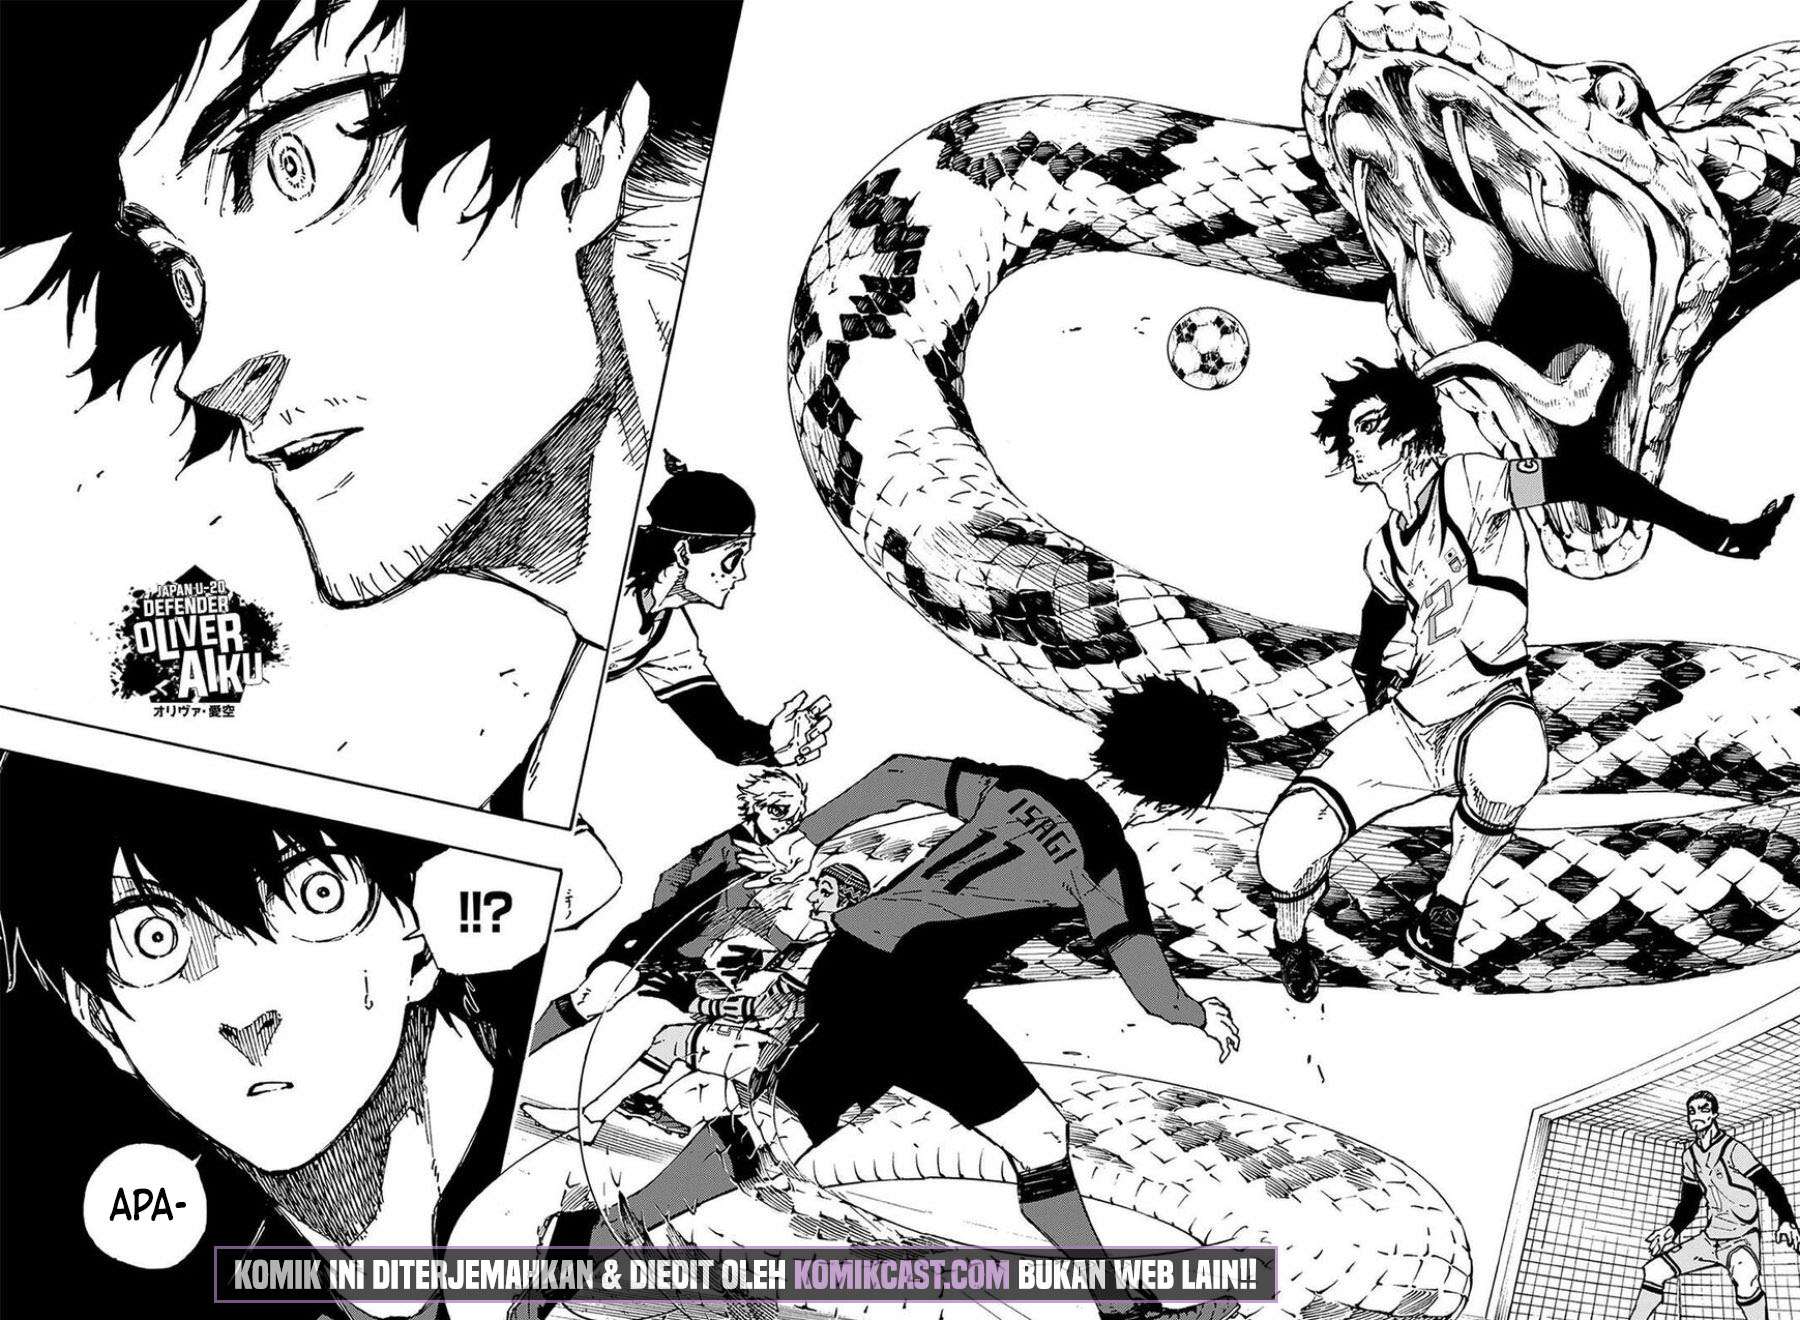 JAPAN U-20
DEFENDER
OLIVER
AIKU
オリヴァ・愛空
ISAGI
11
2
!!?
APA-
KOMIK INI DITERJEMAHKAN & DIEDIT OLEH KOMIKCAST.COM BUKAN WEB LAIN!!